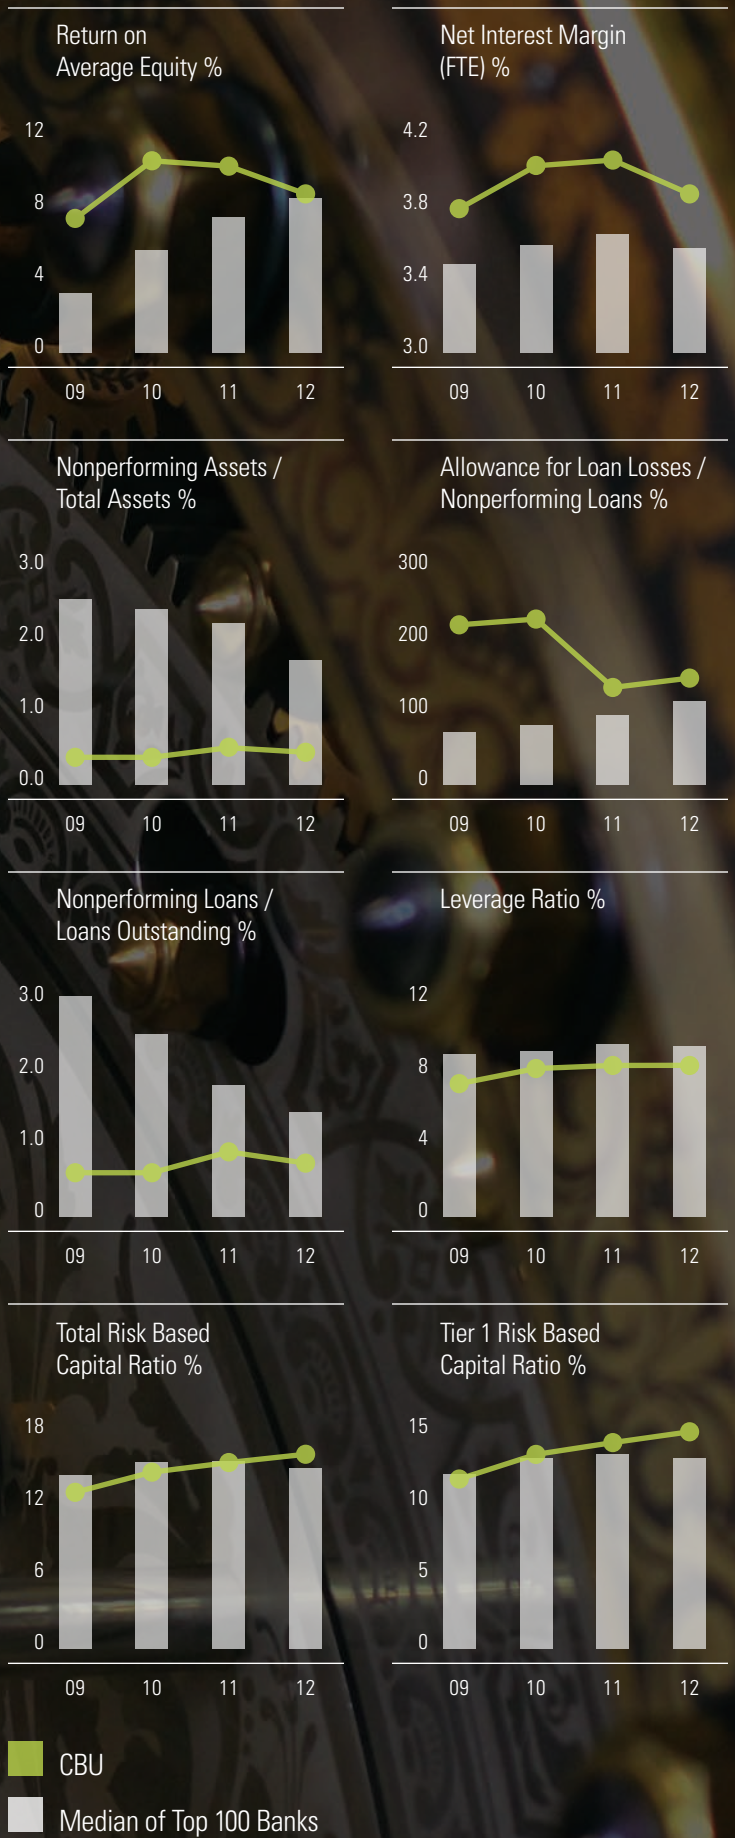 Return on
Average Equity %
12
8
4
0
09 10 11 12
Net Interest Margin
(FTE) %
4.2
3.8
3.4
3.0
09 10 11 12
Nonperforming Assets /
Total Assets %
3.0
2.0
1.0
0.0
09 10 11 12
Allowance for Loan Losses /
Nonperforming Loans %
300
200
100
0
09 10 11 12
Nonperforming Loans /
Loans Outstanding %
3.0
2.0
1.0
0
09 10 11 12
Leverage Ratio %
12
8
4
0
09 10 11 12
Total Risk Based
Capital Ratio %
18
12
6
0
09 10 11 12
Tier 1 Risk Based
Capital Ratio %
15
10
5
0
09 10 11 12
CBU
Median of Top 100 Banks